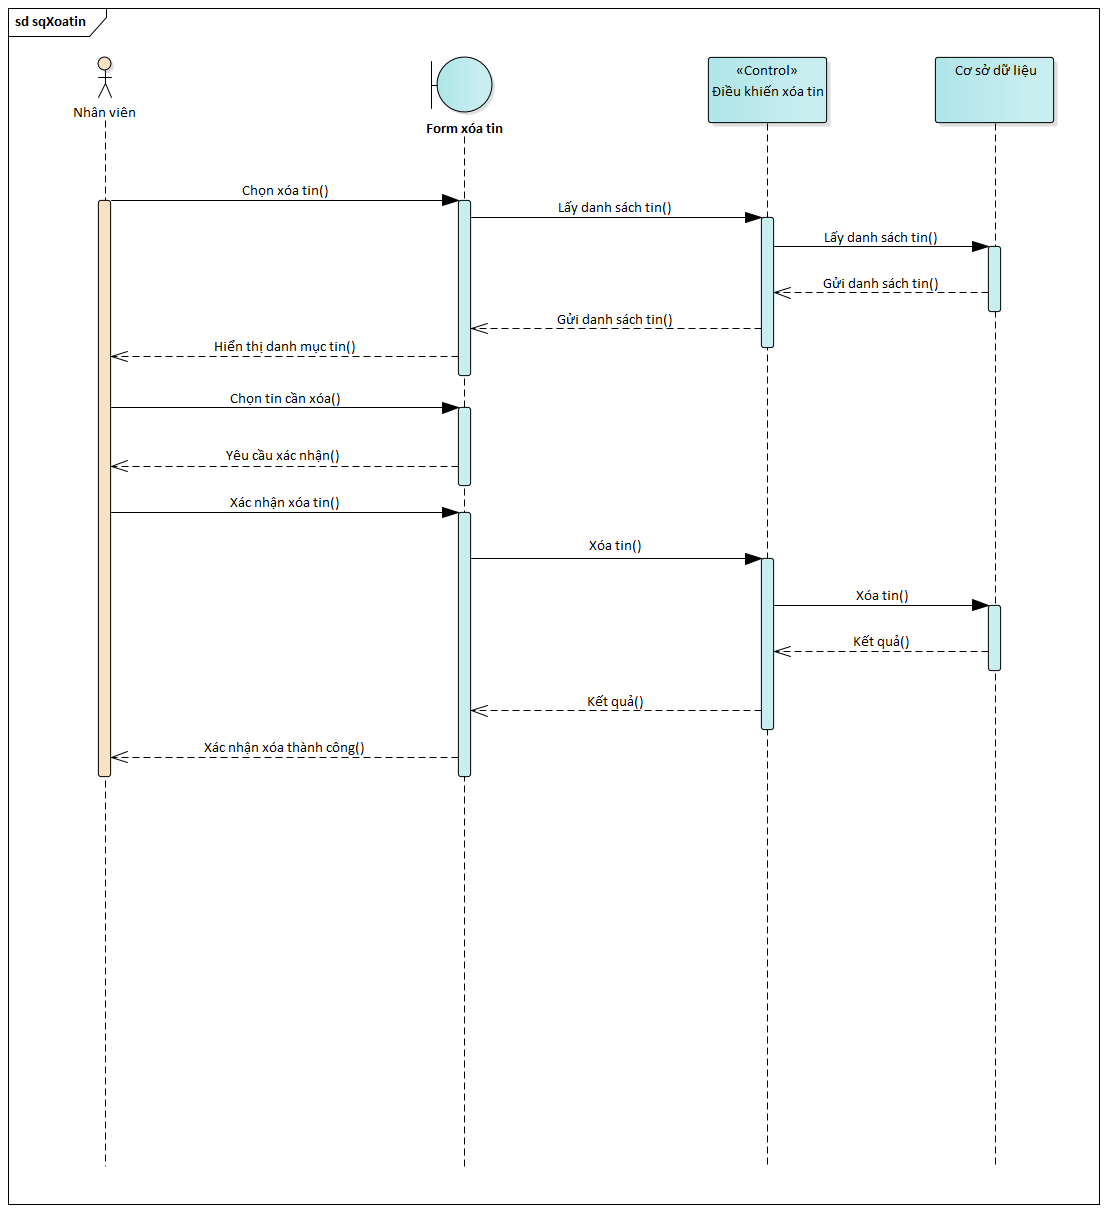 sd sqXoatin
Nhân viên
Form xóa tin
«Control»
Điều khiến xóa tin
Cơ sở dữ liệu
Chọn xóa tin()
Lấy danh sách tin()
Lấy danh sách tin()
Gửi danh sách tin()
Gửi danh sách tin()
Hiển thị danh mục tin()
Chọn tin cần xóa()
Yêu cầu xác nhận()
Xác nhận xóa tin()
Xóa tin()
Xóa tin()
Kết quả()
Kết quả()
Xác nhận xóa thành công()